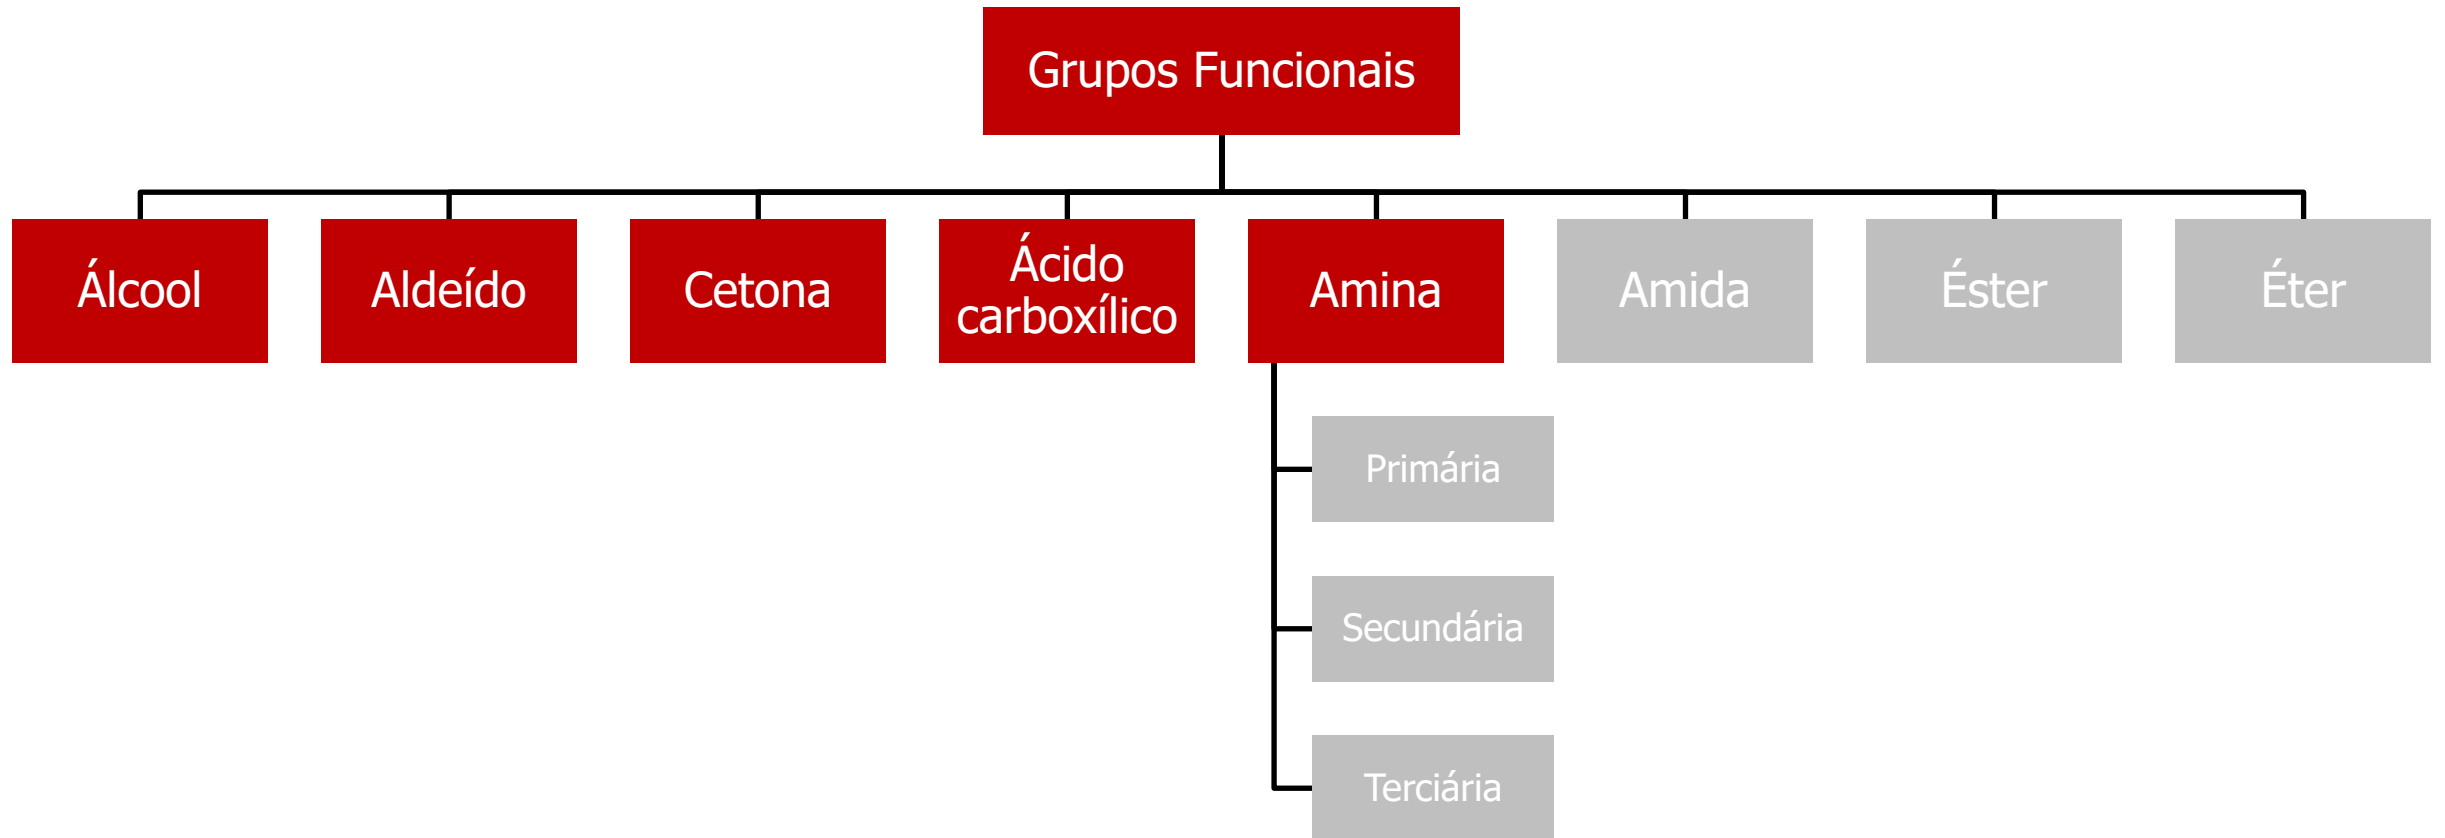 Grupos Funcionais
Álcool
Aldeído
Cetona
Ácido
carboxílico
Amina
Amida
Éster
Éter
Primária
Secundária
Terciária